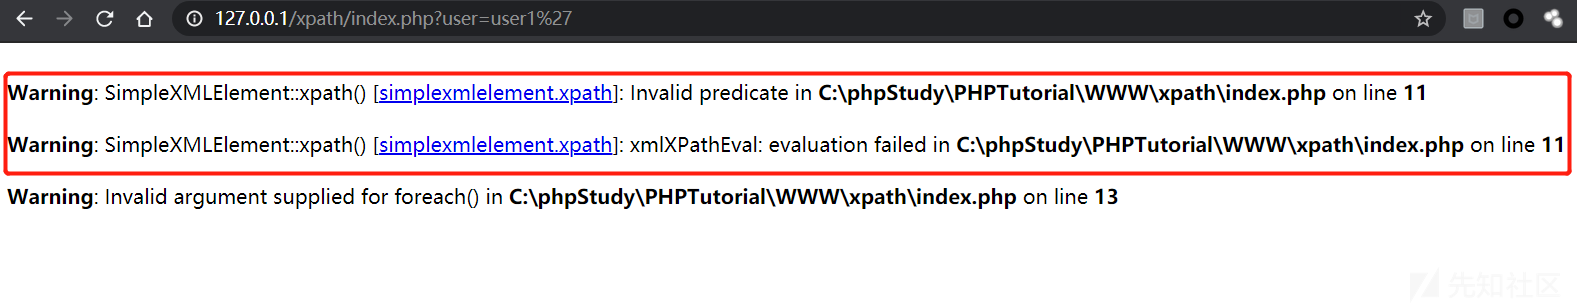 127.0.0.1/xpath/index.php?user=user1%27
Warning: SimpleXMLElement::xpath() [simplexmlelement.xpath]: Invalid predicate in C:\phpStudy\PHPTutorial\WWW\xpath\index.php on line 11
Warning: SimpleXMLElement::xpath() [simplexmlelement.xpath]: xmlXPathEval: evaluation failed in C:\phpStudy\PHPTutorial\WWW\xpath\index.php on line 11
Warning: Invalid argument supplied for foreach() in C:\phpStudy\PHPTutorial\WWW\xpath\index.php on line 13
先知社区